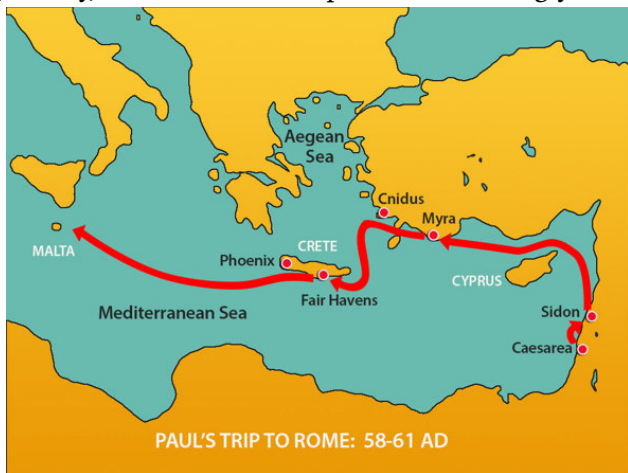 Aegean
Sea
Cnidus
Myra
MALTA
CRETE
Phoenix
CYPRUS
Fair Havens
Mediterranean Sea
Sidon
Caesarea
PAUL'S TRIP TO ROME: 58-61 AD